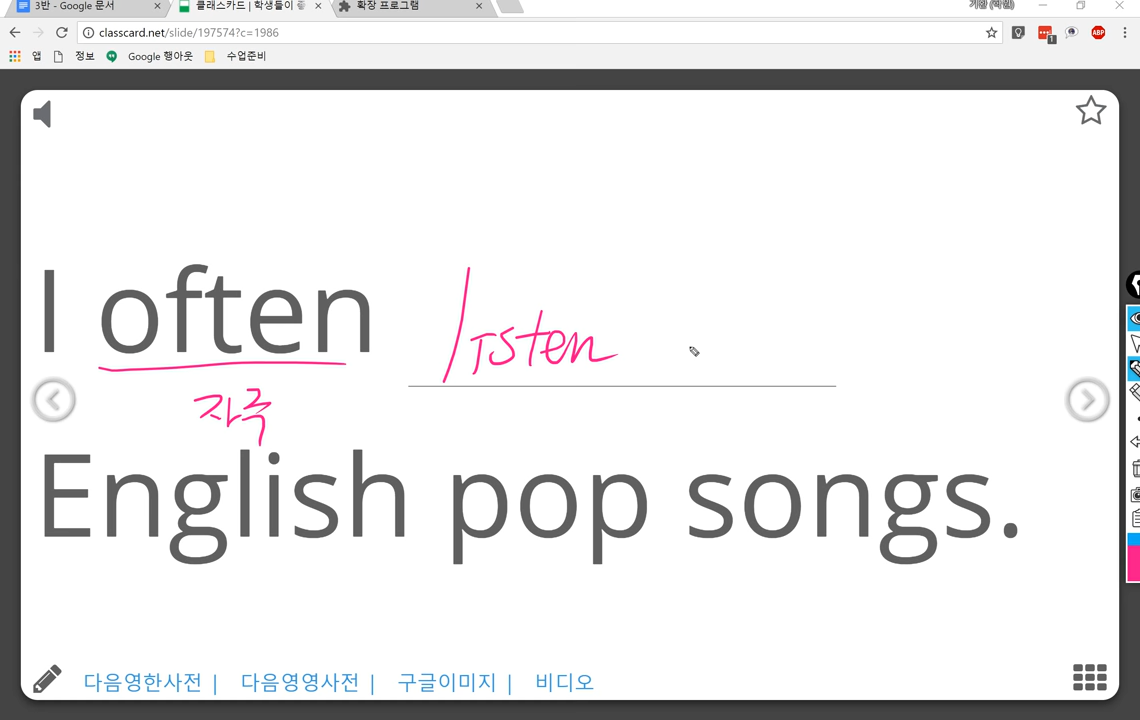 3반 - Google 문서 × 클래스카드 | 학생들이 좋 × 확장 프로그램 ×
classcard.net/slide/197574?c=1986 1 ABP
앱 정보 Google 행아웃 수업준비
I often listen
자주
English pop songs.
다음영한사전 | 다음영영사전 | 구글이미지 | 비디오